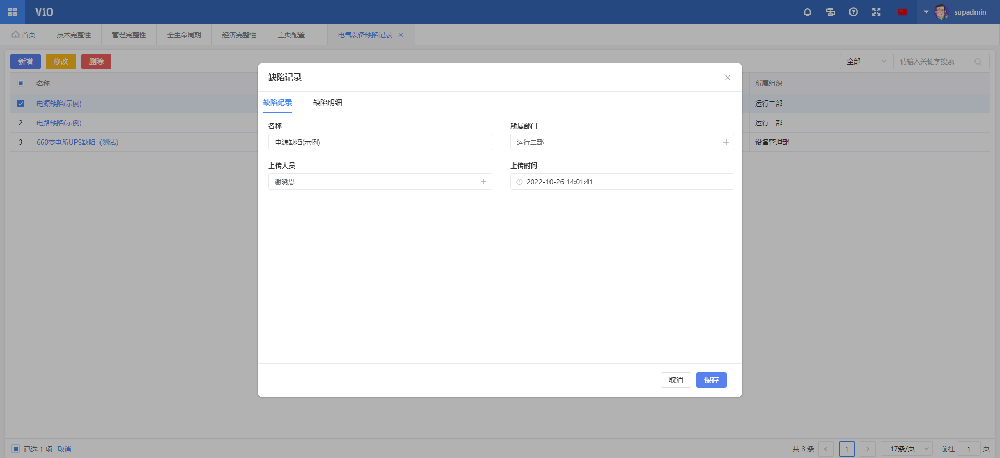 V10
supadmin
首页 技术完整性 管理完整性 全生命周期 经济完整性 主页配置 电气设备缺陷记录
新增 修改 删除
全部 请输入关键字搜索
缺陷记录
名称 所属组织
缺陷记录 缺陷明细
电源缺陷(示例) 运行二部
2 电路缺陷(示例) 运行一部
3 660变电所UPS缺陷（测试） 设备管理部
名称 所属部门
电源缺陷(示例) 运行二部
上传人员 上传时间
谢晓恩 2022-10-26 14:01:41
取消 保存
已选 1 项 取消
共 3 条 1 17条/页 前往 1 页